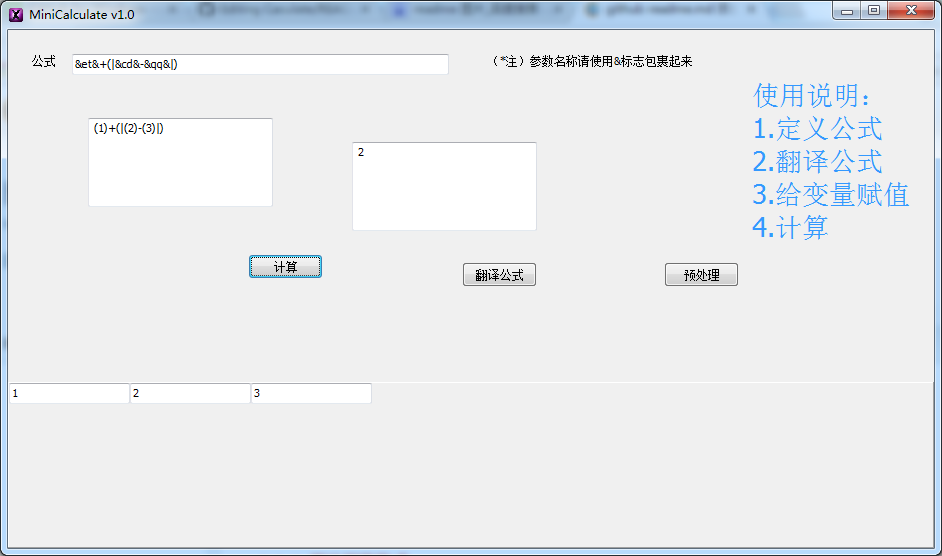 MiniCalculate v1.0
公式
&et&+(|&cd&-&qq&|)
（*注）参数名称请使用&标志包裹起来
使用说明：
1.定义公式
2.翻译公式
3.给变量赋值
4.计算
(1)+(|(2)-(3)|)
2
计算
翻译公式
预处理
1
2
3